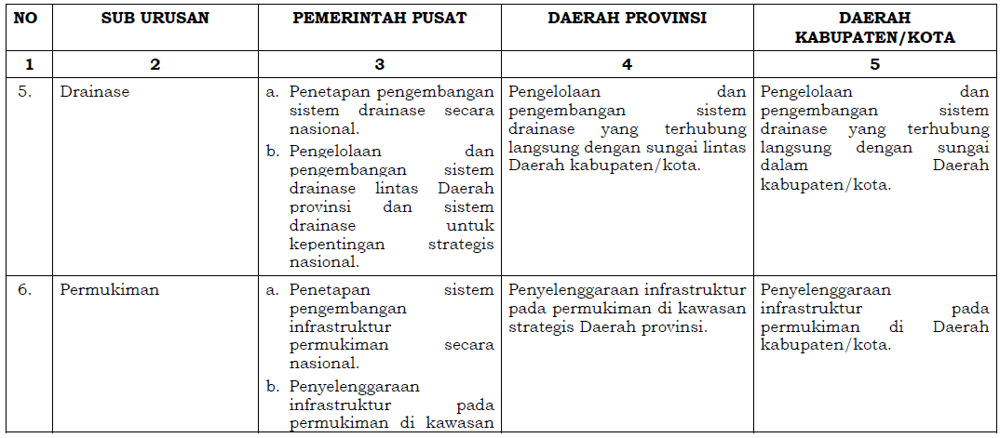 NO
SUB URUSAN
PEMERINTAH PUSAT
DAERAH PROVINSI
DAERAH
KABUPATEN/KOTA
1
2
3
4
5
5.
Drainase
a. Penetapan pengembangan
sistem drainase secara
nasional.
b. Pengelolaan dan
pengembangan sistem
drainase lintas Daerah
provinsi dan sistem
drainase untuk
kepentingan strategis
nasional.
Pengelolaan dan
pengembangan sistem
drainase yang terhubung
langsung dengan sungai lintas
Daerah kabupaten/kota.
Pengelolaan dan
pengembangan sistem
drainase yang terhubung
langsung dengan sungai
dalam Daerah
kabupaten/kota.
6.
Permukiman
a. Penetapan sistem
pengembangan
infrastruktur
permukiman secara
nasional.
b. Penyelenggaraan
infrastruktur pada
permukiman di kawasan
Penyelenggaraan infrastruktur
pada permukiman di kawasan
strategis Daerah provinsi.
Penyelenggaraan
infrastruktur pada
permukiman di Daerah
kabupaten/kota.